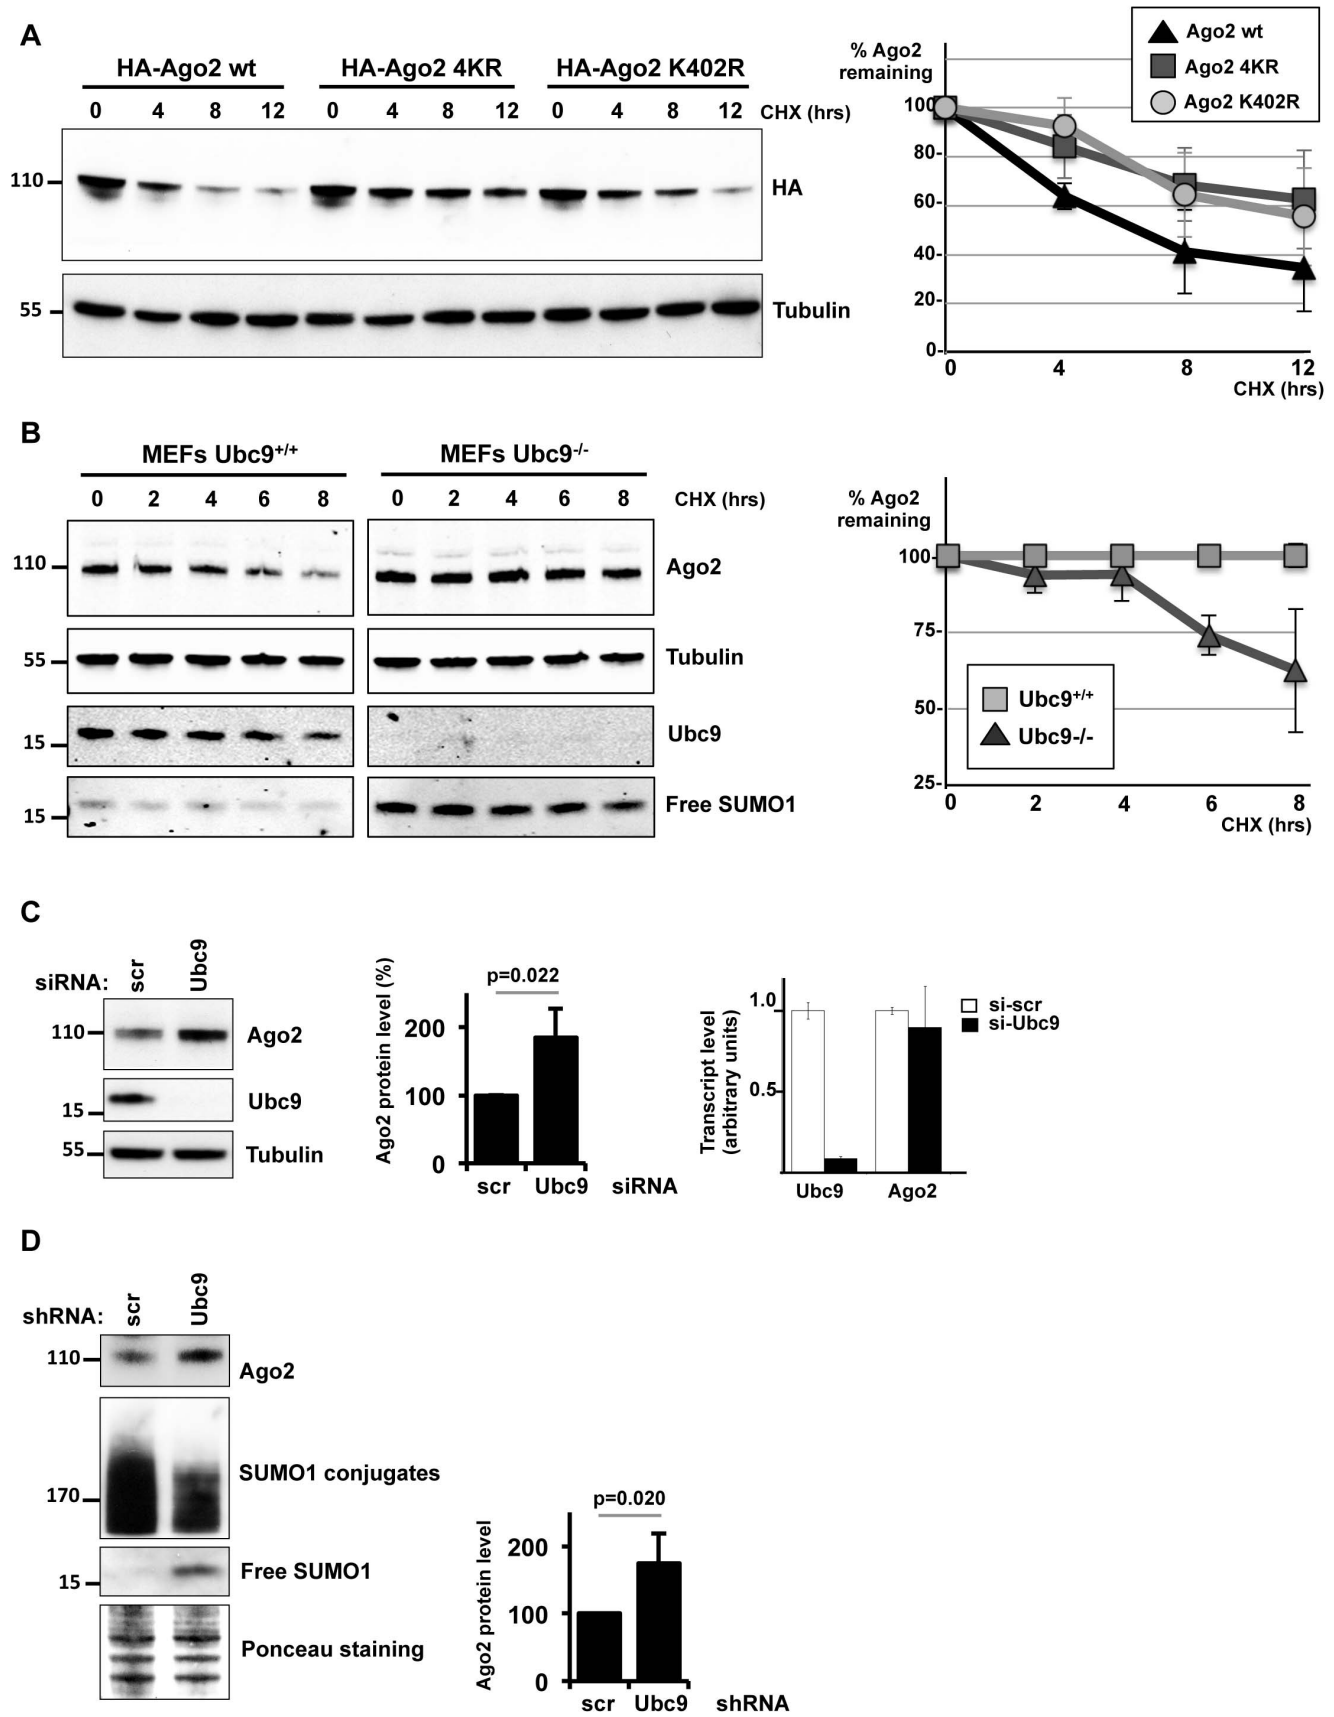 A
HA-Ago2 wt HA-Ago2 4KR HA-Ago2 K402R
0 4 8 12 0 4 8 12 0 4 8 12 CHX (hrs)
110 HA
55 Tubulin
% Ago2
remaining
Ago2 wt
Ago2 4KR
Ago2 K402R
100
80-
60-
40-
20-
0-
0 4 8 12
CHX (hrs)
B
MEFs Ubc9+/+ MEFs Ubc9-/-
0 2 4 6 8 0 2 4 6 8 CHX (hrs)
110 Ago2
55 Tubulin
15 Ubc9
15 Free SUMO1
% Ago2
remaining
100-
75-
50-
25-
Ubc9+/+
Ubc9-/-
0 2 4 6 8
CHX (hrs)
C
siRNA: scr Ubc9
110 Ago2
15 Ubc9
55 Tubulin
Ago2 protein level (%)
p=0.022
200
100
0
scr Ubc9 siRNA
Transcript level
(arbitrary units)
1.0
0.5
si-scr
si-Ubc9
Ubc9 Ago2
D
shRNA: scr Ubc9
110 Ago2
SUMO1 conjugates
170
15 Free SUMO1
Ponceau staining
Ago2 protein level
p=0.020
200
100
0
scr Ubc9 shRNA